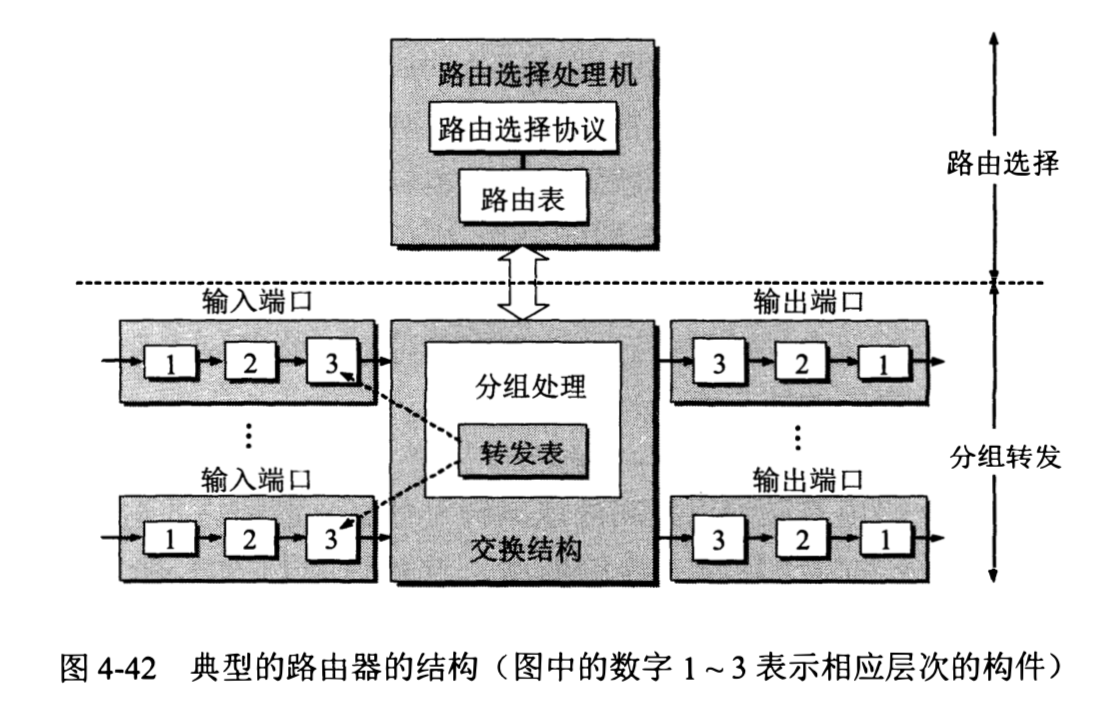 路由选择处理机
路由选择协议
路由表
路由选择
输入端口
输出端口
1 2 3
3 2 1
分组处理
转发表
⋮
⋮
分组转发
输入端口
输出端口
1 2 3
3 2 1
交换结构
图 4-42 典型的路由器的结构（图中的数字 1 ~ 3 表示相应层次的构件）